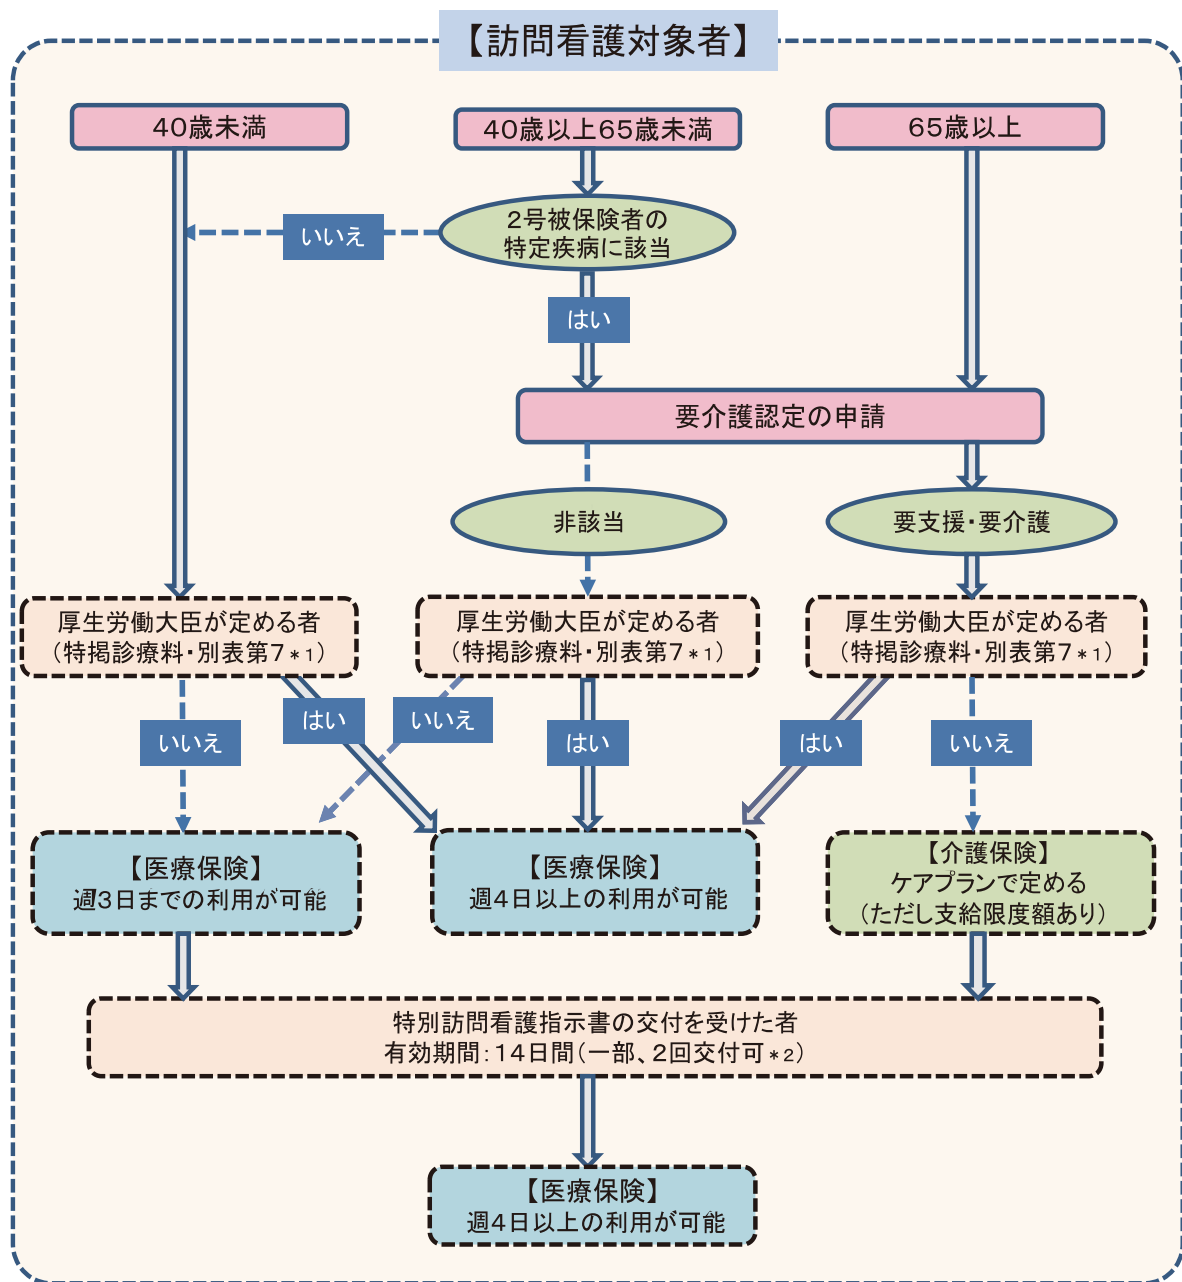 【訪問看護対象者】
40歳未満
40歳以上65歳未満
65歳以上
2号被保険者の
特定疾病に該当
いいえ
はい
要介護認定の申請
非該当
要支援・要介護
厚生労働大臣が定める者
（特掲診療料・別表第7＊1）
厚生労働大臣が定める者
（特掲診療料・別表第7＊1）
厚生労働大臣が定める者
（特掲診療料・別表第7＊1）
いいえ
はい
いいえ
はい
はい
いいえ
【医療保険】
週3日までの利用が可能
【医療保険】
週4日以上の利用が可能
【介護保険】
ケアプランで定める
（ただし支給限度額あり）
特別訪問看護指示書の交付を受けた者
有効期間：14日間（一部、2回交付可＊2）
【医療保険】
週4日以上の利用が可能